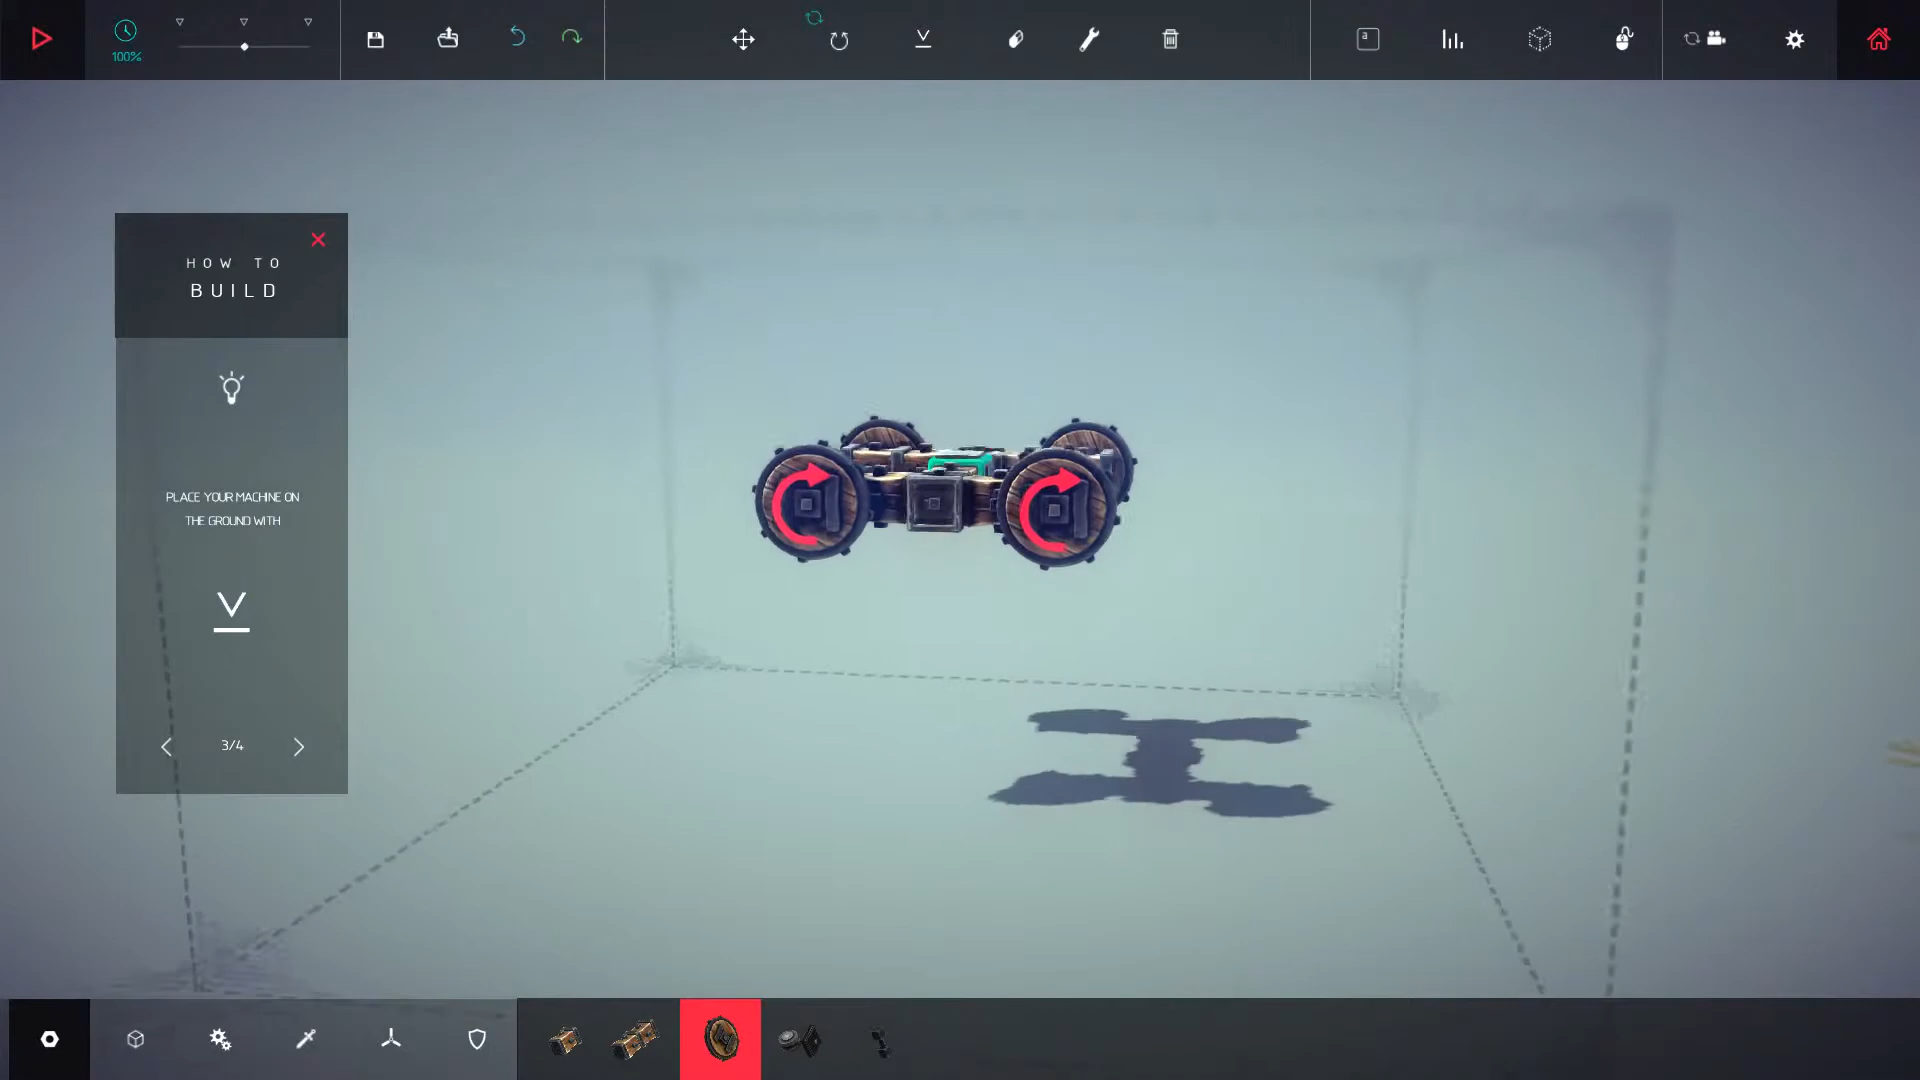 100%
a
HOW TO
BUILD
PLACE YOUR MACHINE ON
THE GROUND WITH
3/4